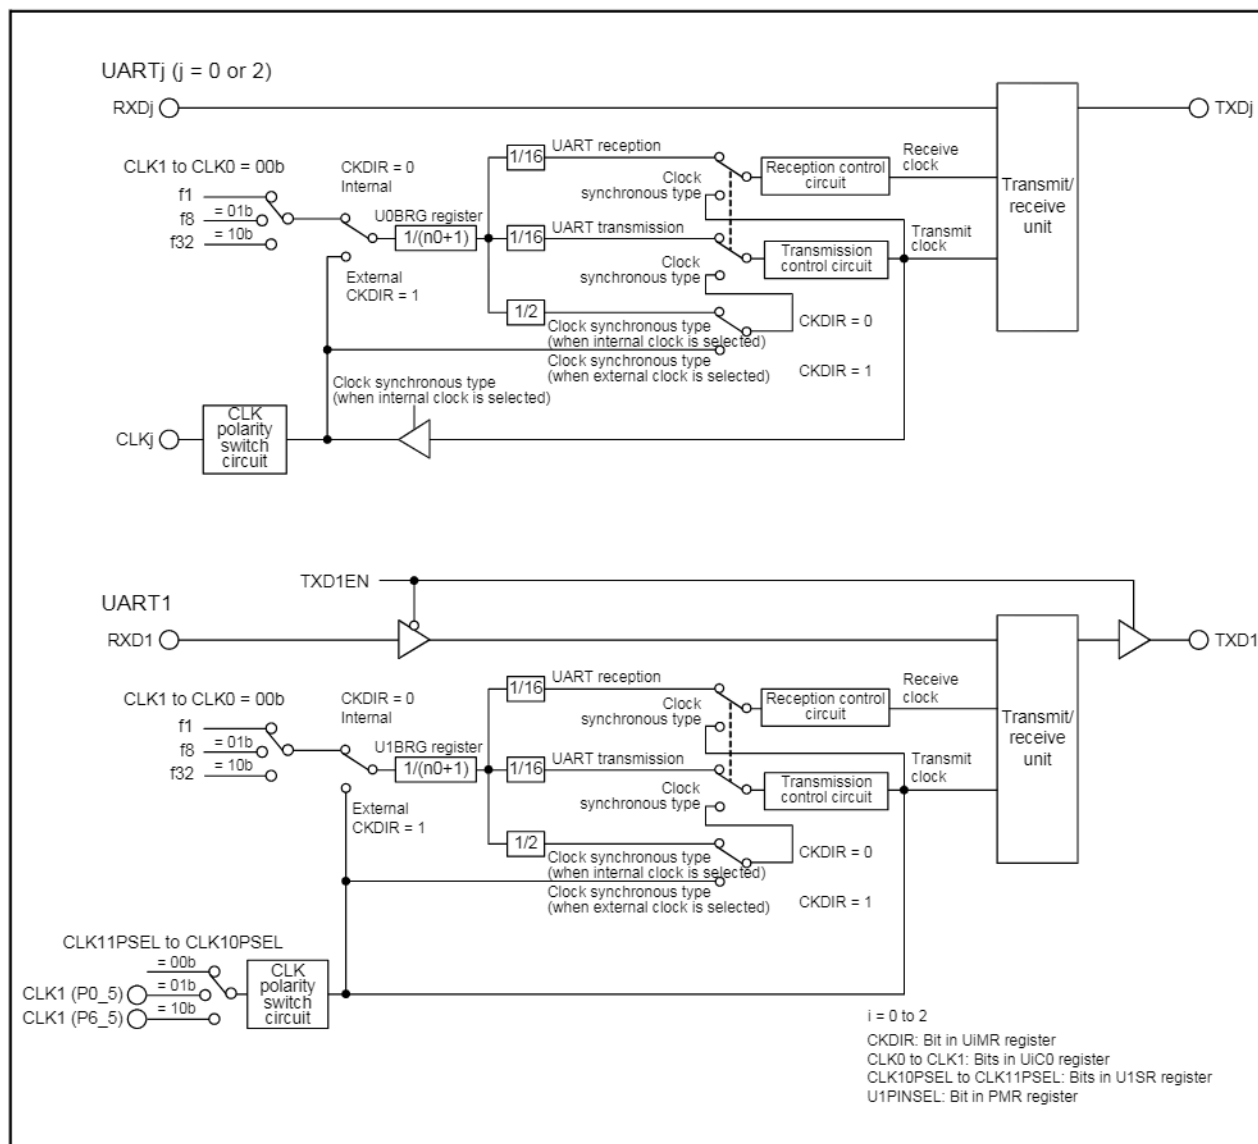 UARTj (j = 0 or 2)
RXDj
TXDj
CLK1 to CLK0 = 00b
f1
f8
= 01b
f32
= 10b
CKDIR = 0
Internal
U0BRG register
1/(n0+1)
External
CKDIR = 1
1/16
UART reception
Clock
synchronous type
1/16
UART transmission
Clock
synchronous type
1/2
Clock synchronous type
(when internal clock is selected)
Clock synchronous type
(when external clock is selected)
CKDIR = 0
CKDIR = 1
Reception control
circuit
Receive
clock
Transmission
control circuit
Transmit
clock
Transmit/
receive
unit
Clock synchronous type
(when internal clock is selected)
CLKj
CLK
polarity
switch
circuit
TXD1EN
UART1
RXD1
TXD1
CLK1 to CLK0 = 00b
f1
f8
= 01b
f32
= 10b
CKDIR = 0
Internal
U1BRG register
1/(n0+1)
External
CKDIR = 1
1/16
UART reception
Clock
synchronous type
1/16
UART transmission
Clock
synchronous type
1/2
Clock synchronous type
(when internal clock is selected)
Clock synchronous type
(when external clock is selected)
CKDIR = 0
CKDIR = 1
Reception control
circuit
Receive
clock
Transmission
control circuit
Transmit
clock
Transmit/
receive
unit
CLK11PSEL to CLK10PSEL
= 00b
CLK1 (P0_5)
= 01b
CLK1 (P6_5)
= 10b
CLK
polarity
switch
circuit
i = 0 to 2
CKDIR: Bit in UiMR register
CLK0 to CLK1: Bits in UiC0 register
CLK10PSEL to CLK11PSEL: Bits in U1SR register
U1PINSEL: Bit in PMR register